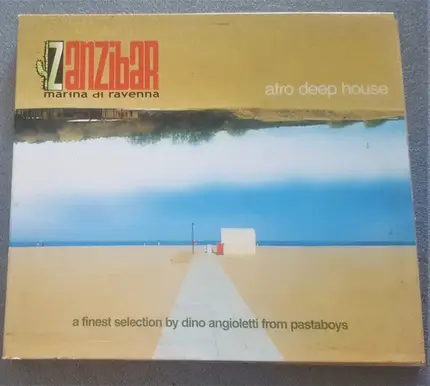 Zanzibar
marina di ravenna
afro deep house
a finest selection by dino angioletti from pastaboys